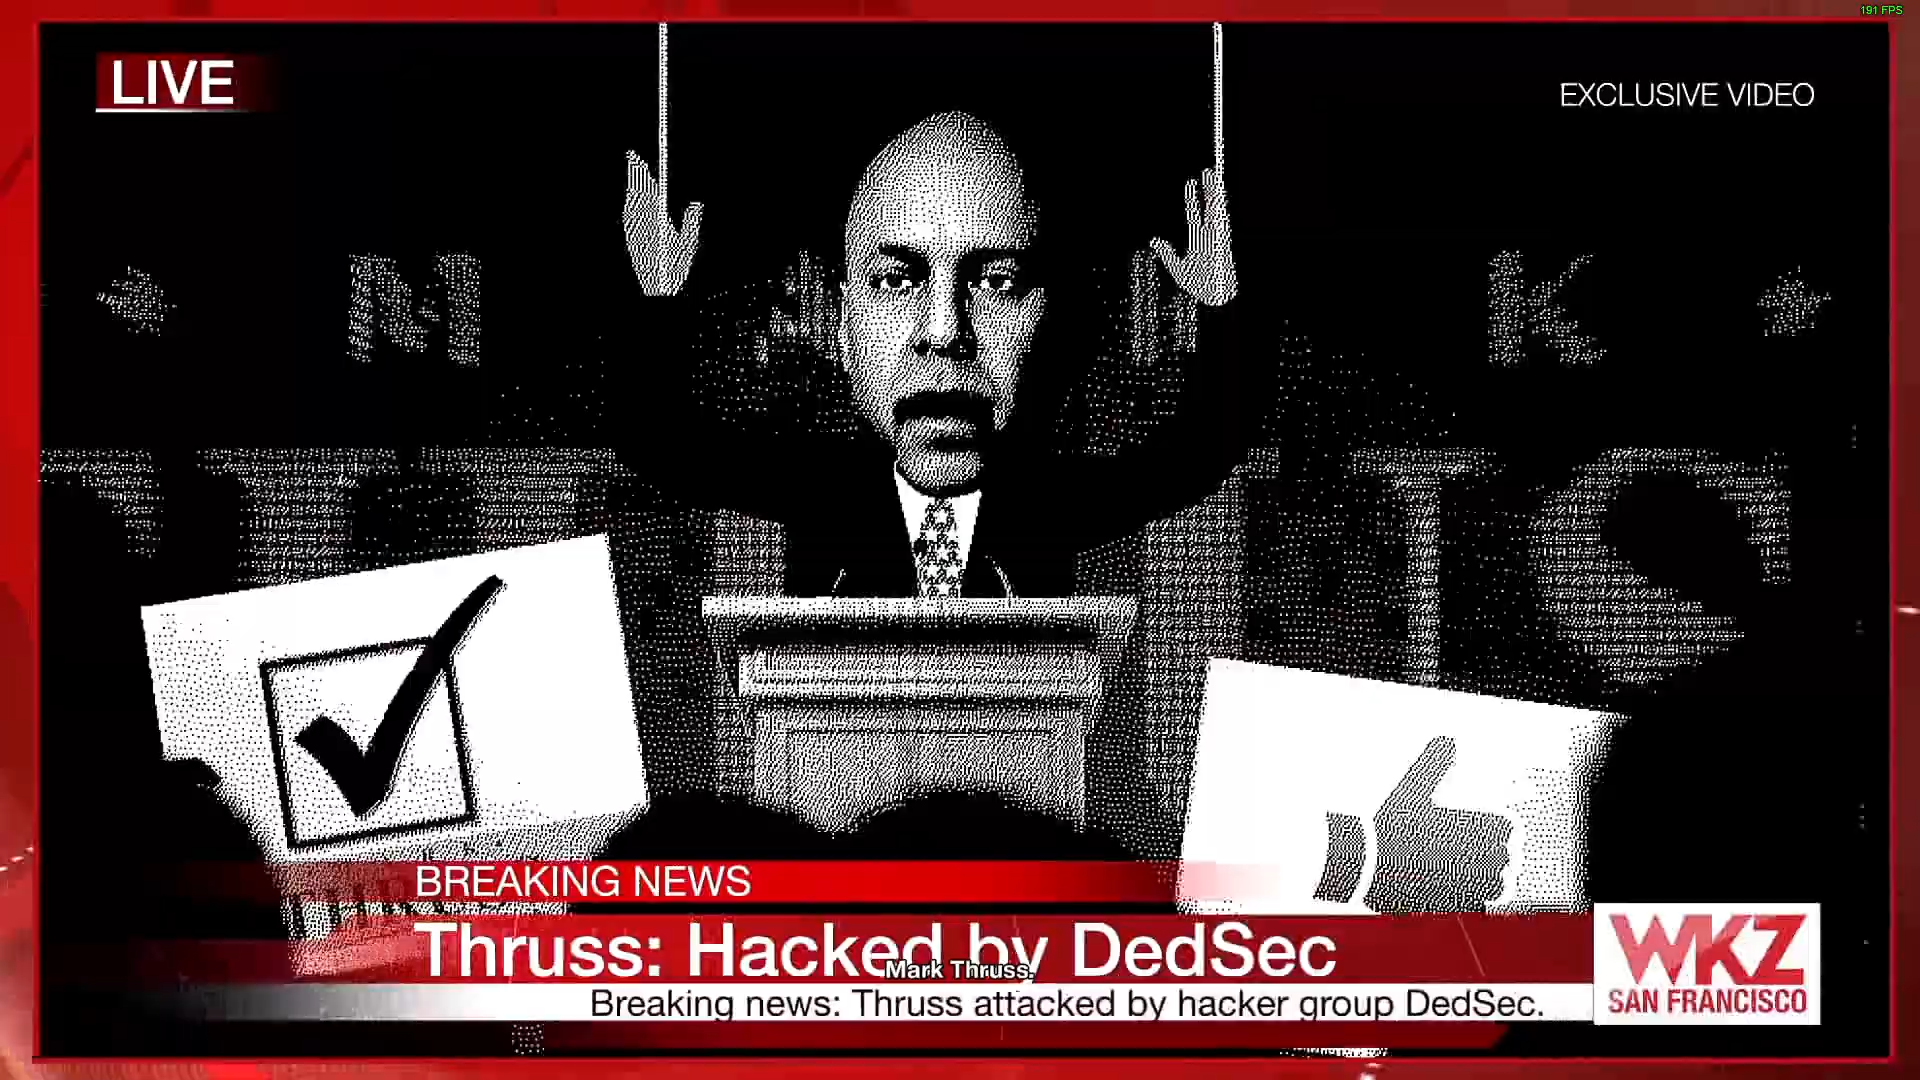 191 FPS
LIVE
EXCLUSIVE VIDEO
M
K
BREAKING NEWS
Thruss: Hacked by DedSec
Mark Thruss.
Breaking news: Thruss attacked by hacker group DedSec.
WKZ
SAN FRANCISCO